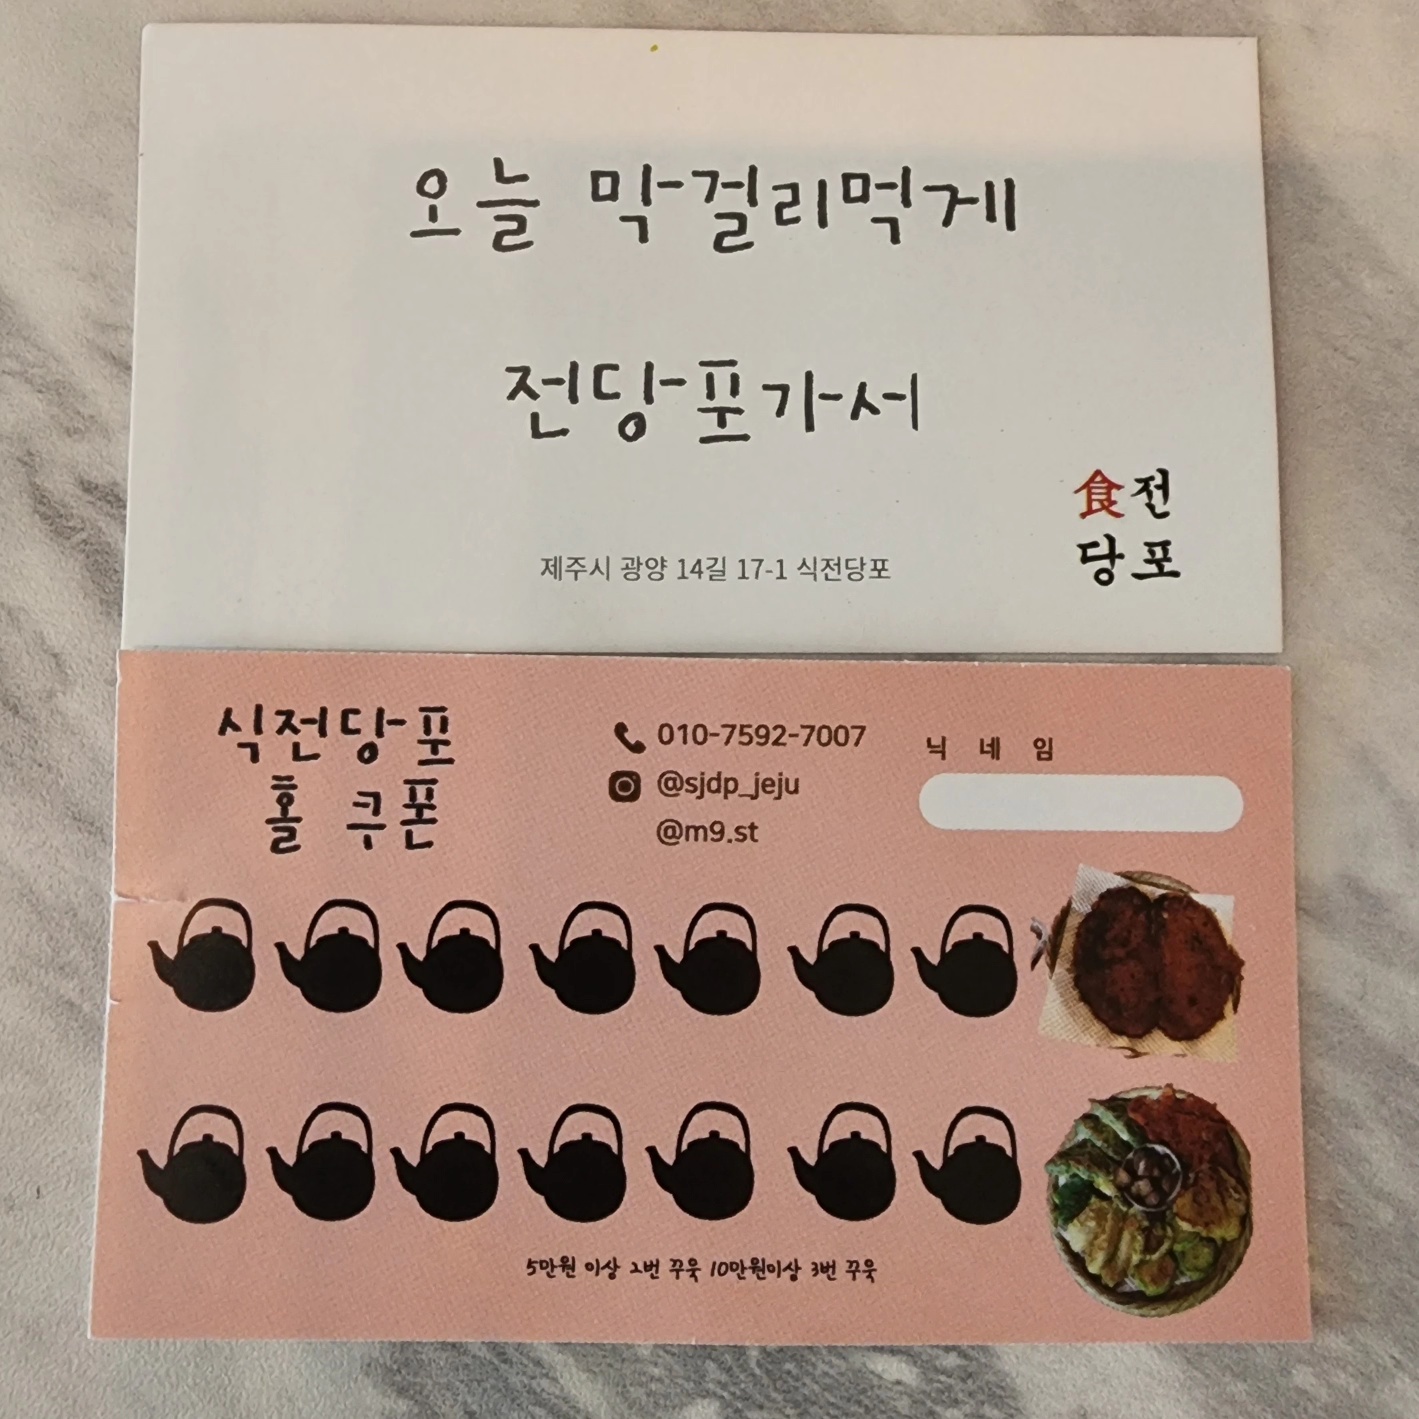 오늘 막걸리먹게
전당포가서
食전
당포
제주시 광양 14길 17-1 식전당포
식전당포
홀 쿠폰
010-7592-7007
@sjdp_jeju
@m9.st
닉 네 임
5만원 이상 2번 꾸욱 10만원이상 3번 꾸욱